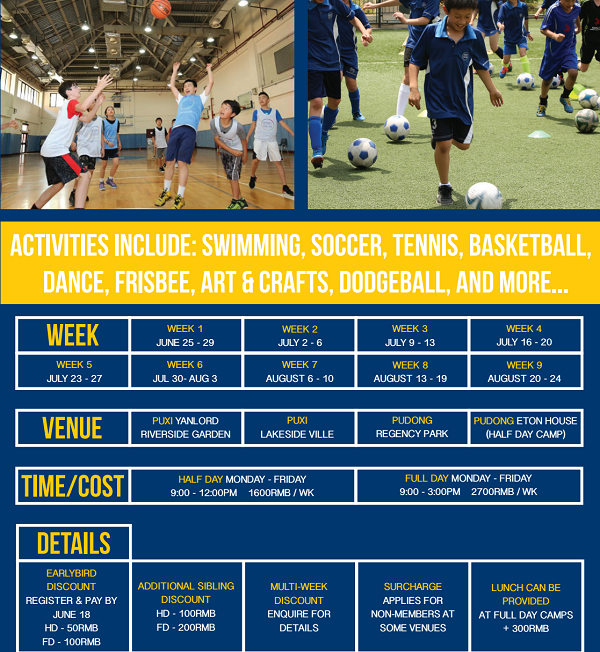 ACTIVITIES INCLUDE: SWIMMING, SOCCER, TENNIS, BASKETBALL,
DANCE, FRISBEE, ART & CRAFTS, DODGEBALL, AND MORE...
WEEK
WEEK 1
JUNE 25 - 29
WEEK 2
JULY 2 - 6
WEEK 3
JULY 9 - 13
WEEK 4
JULY 16 - 20
WEEK 5
JULY 23 - 27
WEEK 6
JUL 30- AUG 3
WEEK 7
AUGUST 6 - 10
WEEK 8
AUGUST 13 - 19
WEEK 9
AUGUST 20 - 24
VENUE
PUXI YANLORD
RIVERSIDE GARDEN
PUXI
LAKESIDE VILLE
PUDONG
REGENCY PARK
PUDONG ETON HOUSE
(HALF DAY CAMP)
TIME/COST
HALF DAY MONDAY - FRIDAY
9:00 - 12:00PM 1600RMB / WK
FULL DAY MONDAY - FRIDAY
9:00 - 3:00PM 2700RMB / WK
DETAILS
EARLYBIRD
DISCOUNT
REGISTER & PAY BY
JUNE 18
HD - 50RMB
FD - 100RMB
ADDITIONAL SIBLING
DISCOUNT
HD - 100RMB
FD - 200RMB
MULTI-WEEK
DISCOUNT
ENQUIRE FOR
DETAILS
SURCHARGE
APPLIES FOR
NON-MEMBERS AT
SOME VENUES
LUNCH CAN BE
PROVIDED
AT FULL DAY CAMPS
+ 300RMB